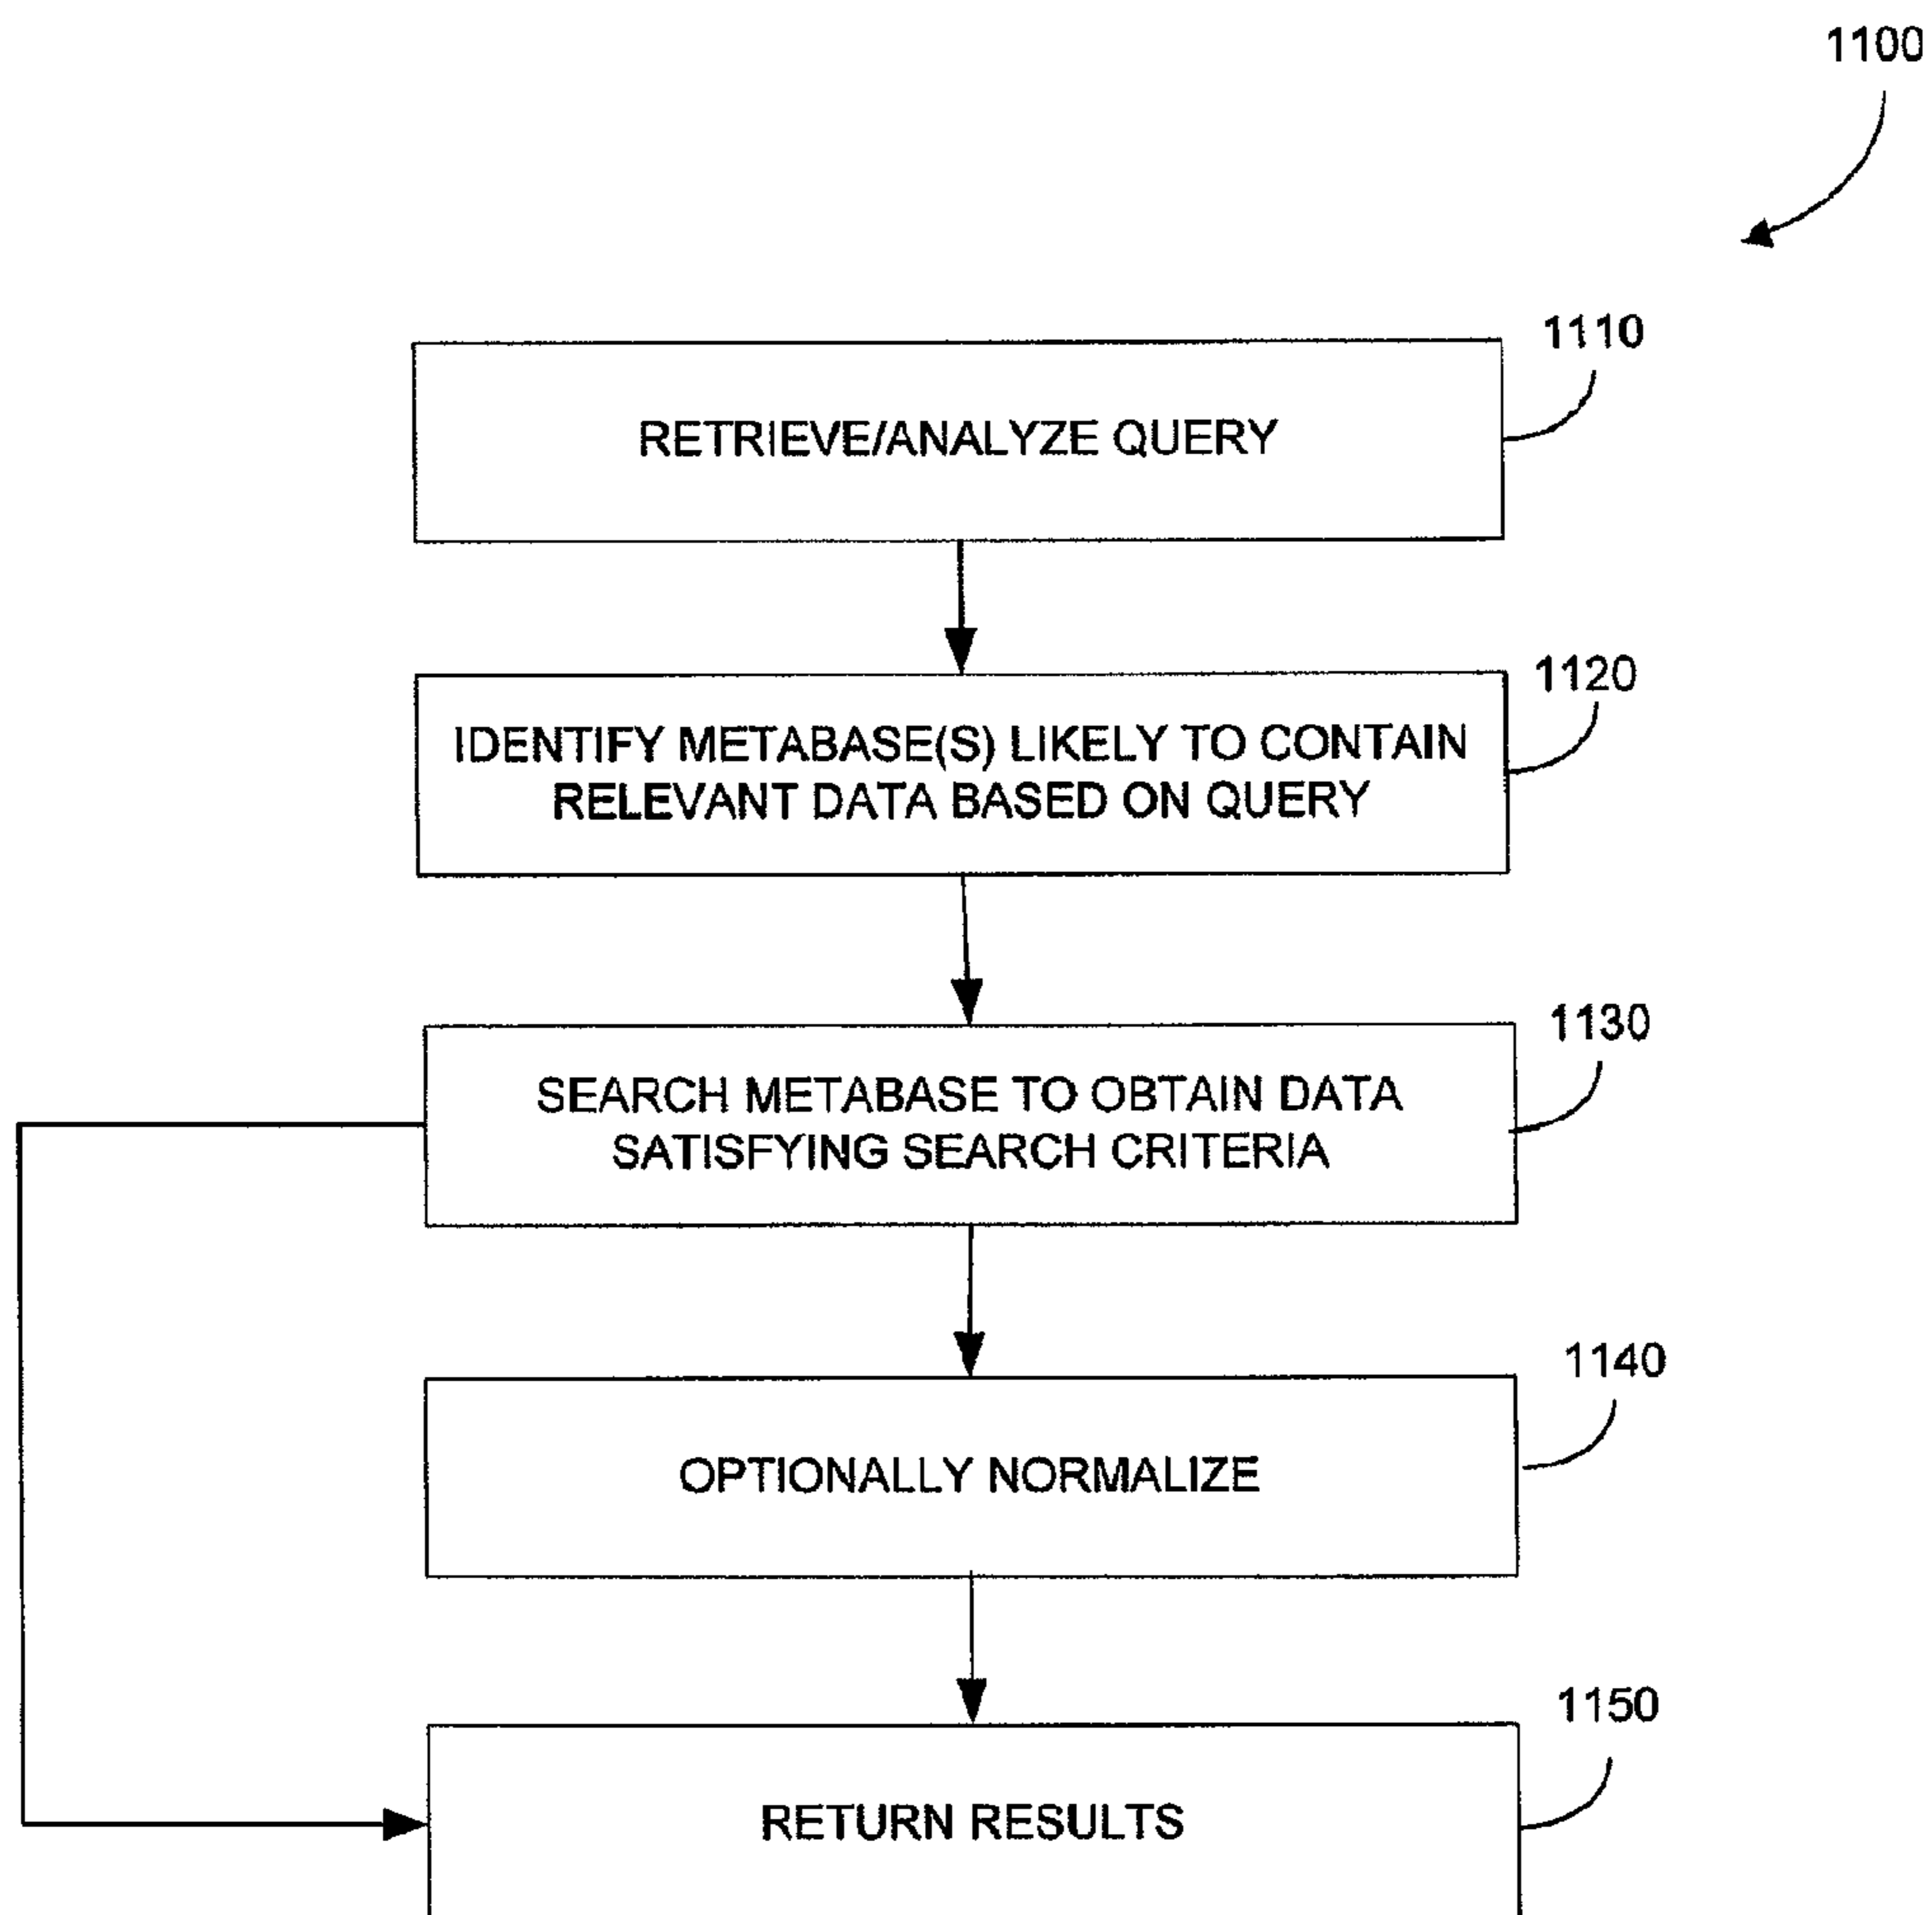 1100
1110
RETRIEVE/ANALYZE QUERY
1120
IDENTIFY METABASE(S) LIKELY TO CONTAIN
RELEVANT DATA BASED ON QUERY
1130
SEARCH METABASE TO OBTAIN DATA
SATISFYING SEARCH CRITERIA
1140
OPTIONALLY NORMALIZE
1150
RETURN RESULTS